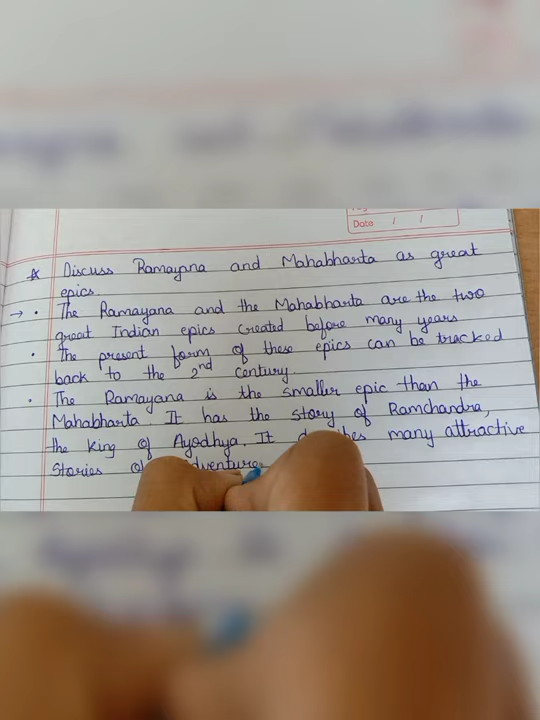 Date / /
* Discuss Ramayana and Mahabharta as great
epics.
→ • The Ramayana and the Mahabharta are the two
great Indian epics created before many years
• The present form of these epics can be tracked
back to the 2nd century.
• The Ramayana is the smaller epic than the
Mahabharta. It has the story of Ramchandra,
the King of Ayodhya. It many attractive
Stories